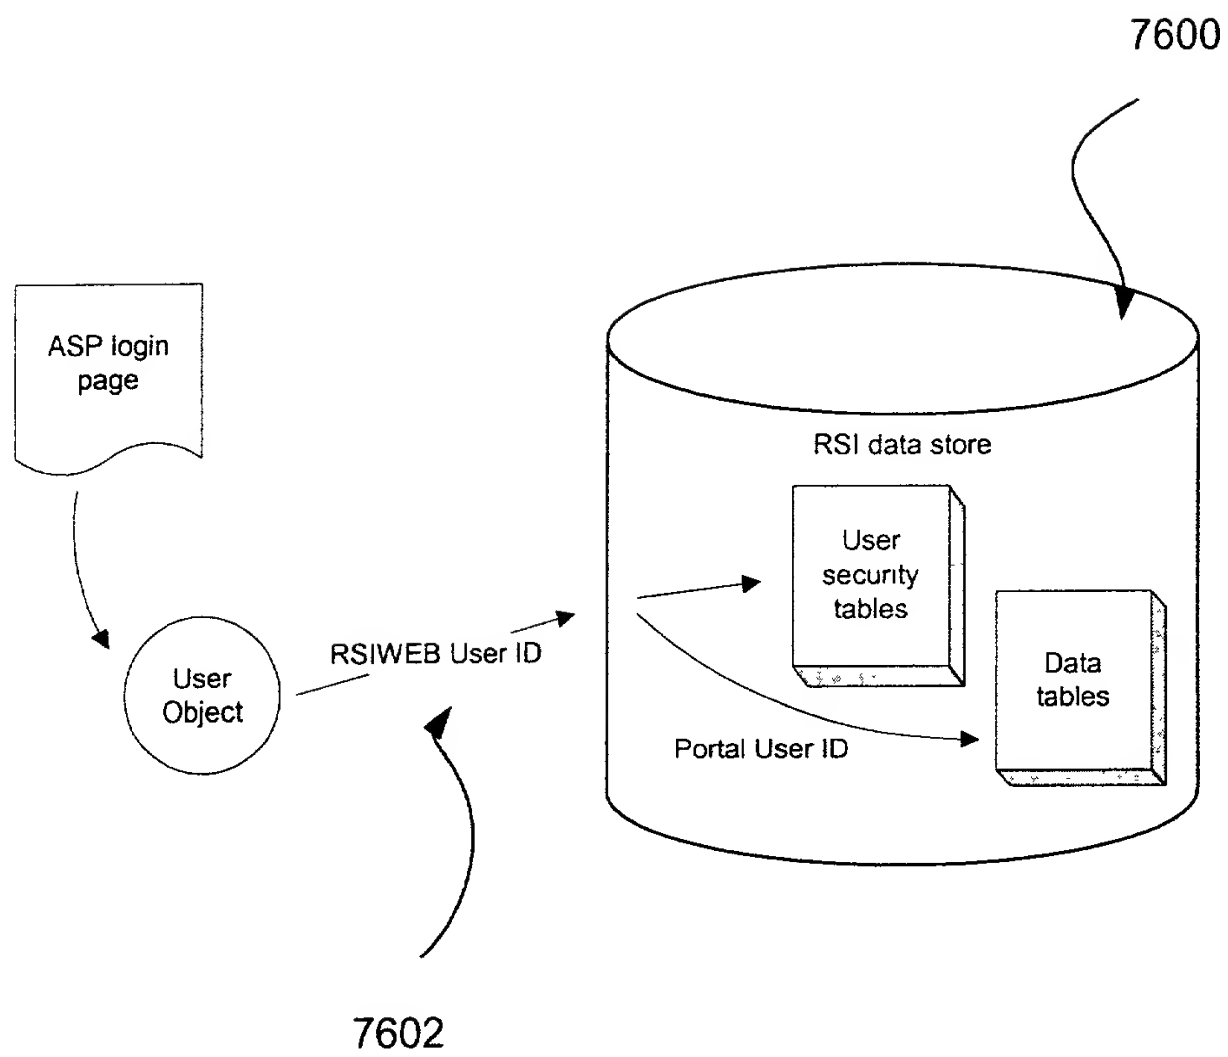 7600
ASP login
page
RSI data store
User
security
tables
RSIWEB User ID
User
Object
Data
tables
Portal User ID
7602